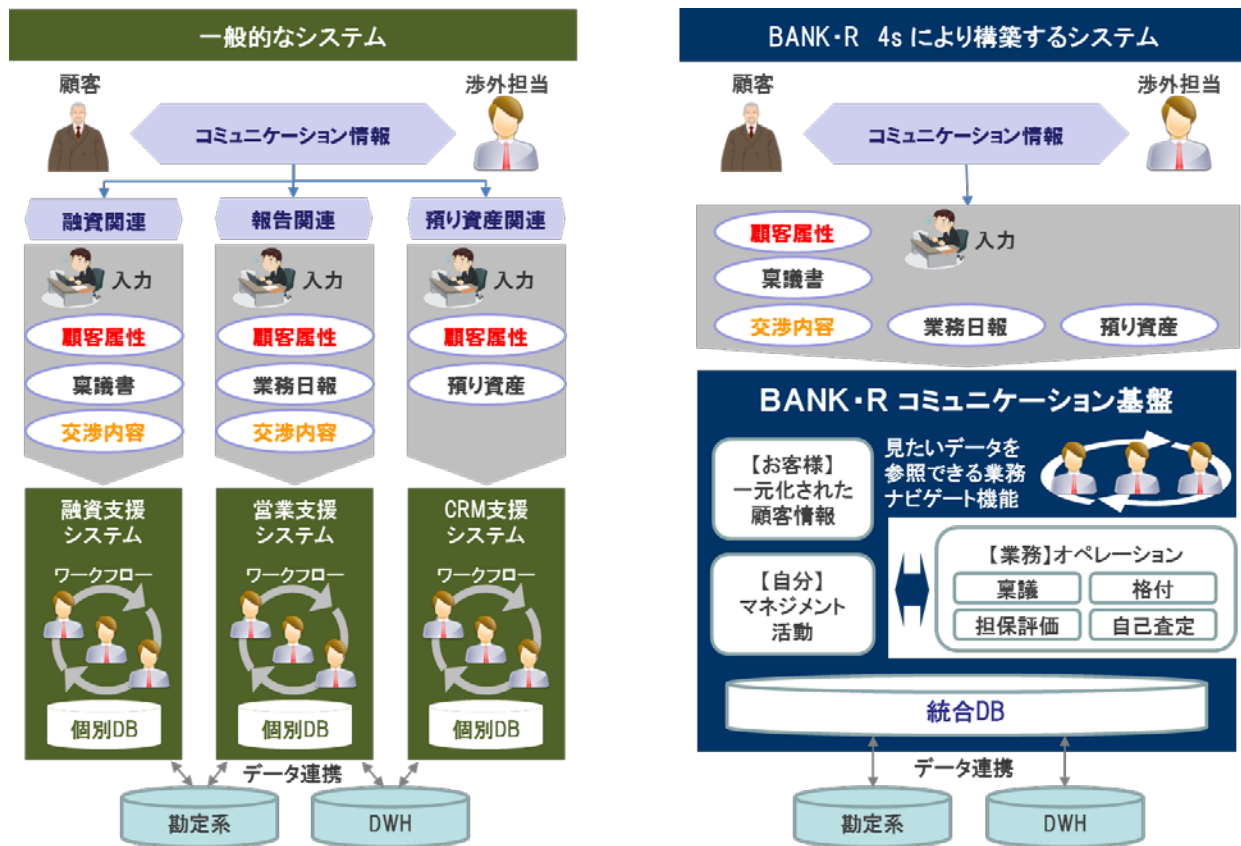 一般的なシステム
顧客
渉外担当
コミュニケーション情報
融資関連
報告関連
預り資産関連
入力
入力
入力
顧客属性
顧客属性
顧客属性
稟議書
業務日報
預り資産
交渉内容
交渉内容
融資支援
システム
営業支援
システム
CRM支援
システム
ワークフロー
ワークフロー
ワークフロー
個別DB
個別DB
個別DB
データ連携
勘定系
DWH
BANK・R 4s により構築するシステム
顧客
渉外担当
コミュニケーション情報
顧客属性
入力
稟議書
交渉内容
業務日報
預り資産
BANK・R コミュニケーション基盤
【お客様】
一元化された
顧客情報
見たいデータを
参照できる業務
ナビゲート機能
【自分】
マネジメント
活動
【業務】オペレーション
稟議
格付
担保評価
自己査定
統合DB
データ連携
勘定系
DWH